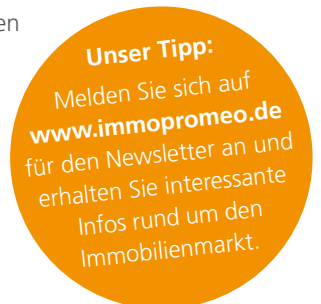 en
Unser Tipp:
Melden Sie sich auf
www.immopromeo.de
für den Newsletter an und
erhalten Sie interessante
Infos rund um den
Immobilienmarkt.